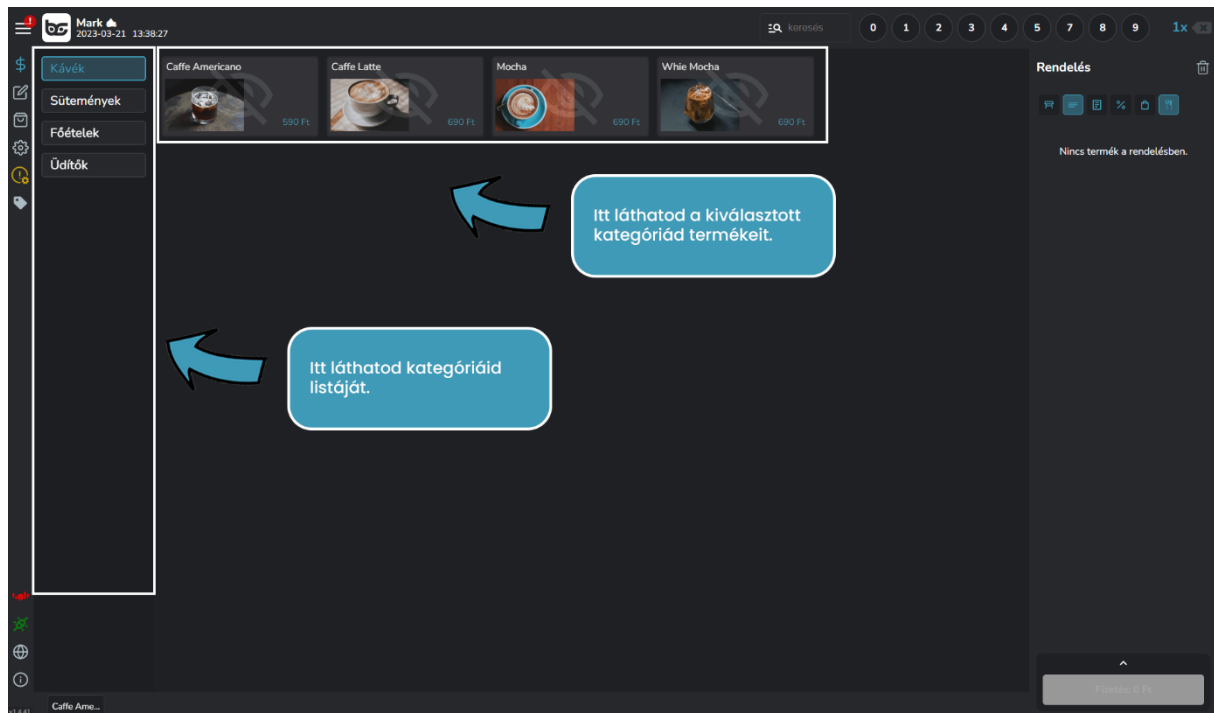 Mark
2023-03-21 13:38:27
keresés
0 1 2 3 4 5 7 8 9 1x
Kávék
Sütemények
Főételek
Üdítők
Caffe Americano
590 Ft
Caffe Latte
690 Ft
Mocha
690 Ft
Whie Mocha
690 Ft
Rendelés
Nincs termék a rendelésben.
Itt láthatod a kiválasztott
kategóriád termékeit.
Itt láthatod kategóriáid
listáját.
Fizetés: 0 Ft
Caffe Ame...